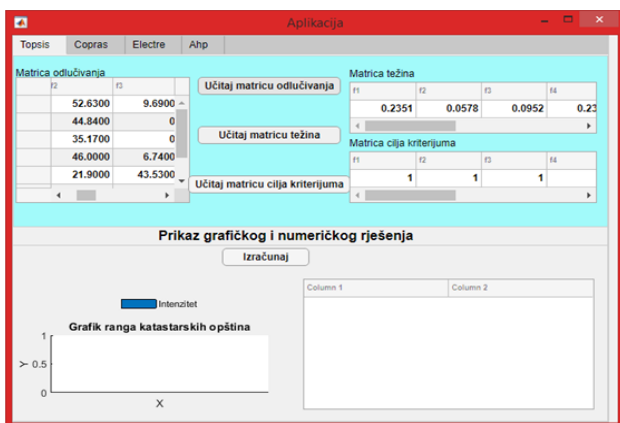 Aplikacija
Topsis Copras Electre Ahp
Matrica odlučivanja
f2 f3
52.6300 9.6900
44.8400 0
35.1700 0
46.0000 6.7400
21.9000 43.5300
Učitaj matricu odlučivanja
Učitaj matricu težina
Učitaj matricu cilja kriterijuma
Matrica težina
f1 f2 f3 f4
0.2351 0.0578 0.0952 0.23
Matrica cilja kriterijuma
f1 f2 f3 f4
1 1 1
Prikaz grafičkog i numeričkog rješenja
Izračunaj
Intenzitet
Grafik ranga katastarskih opština
1
Y 0.5
0
X
Column 1 Column 2